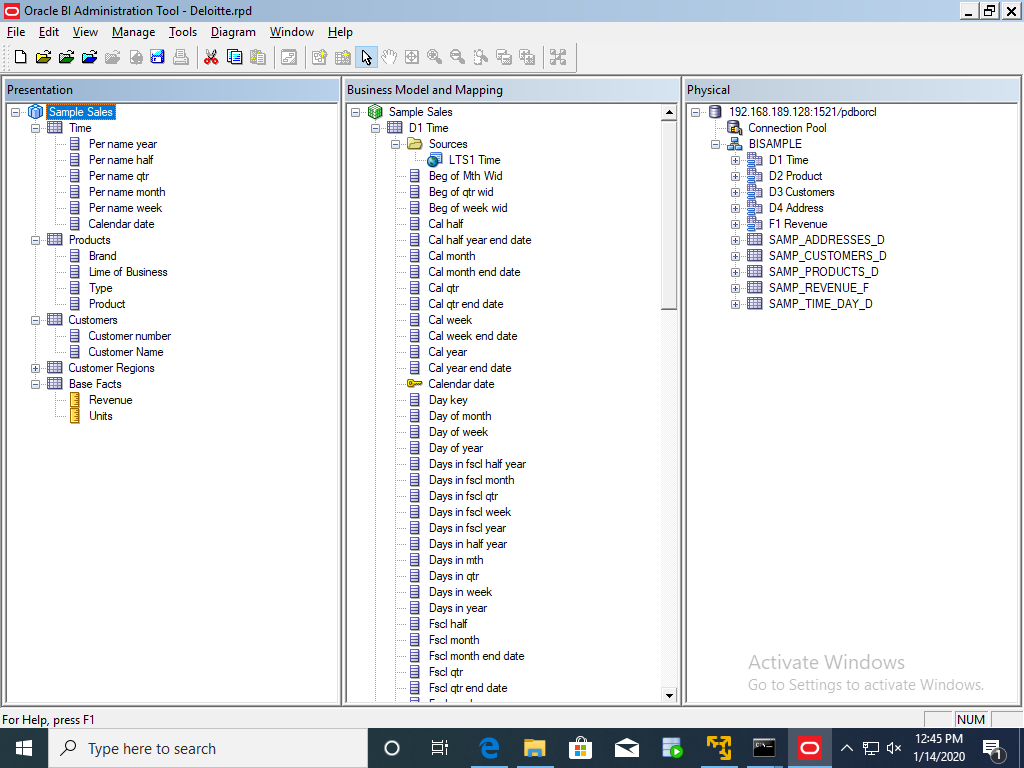 Oracle BI Administration Tool - Deloitte.rpd
File Edit View Manage Tools Diagram Window Help
Presentation
Sample Sales
Time
Per name year
Per name half
Per name qtr
Per name month
Per name week
Calendar date
Products
Brand
Lime of Business
Type
Product
Customers
Customer number
Customer Name
Customer Regions
Base Facts
Revenue
Units
Business Model and Mapping
Sample Sales
D1 Time
Sources
LTS1 Time
Beg of Mth Wid
Beg of qtr wid
Beg of week wid
Cal half
Cal half year end date
Cal month
Cal month end date
Cal qtr
Cal qtr end date
Cal week
Cal week end date
Cal year
Cal year end date
Calendar date
Day key
Day of month
Day of week
Day of year
Days in fscl half year
Days in fscl month
Days in fscl qtr
Days in fscl week
Days in fscl year
Days in half year
Days in mth
Days in qtr
Days in week
Days in year
Fscl half
Fscl month
Fscl month end date
Fscl qtr
Fscl qtr end date
Physical
192.168.189.128:1521/pdborcl
Connection Pool
BISAMPLE
D1 Time
D2 Product
D3 Customers
D4 Address
F1 Revenue
SAMP_ADDRESSES_D
SAMP_CUSTOMERS_D
SAMP_PRODUCTS_D
SAMP_REVENUE_F
SAMP_TIME_DAY_D
Activate Windows
Go to Settings to activate Windows.
For Help, press F1
NUM
Type here to search
12:45 PM
1/14/2020
1